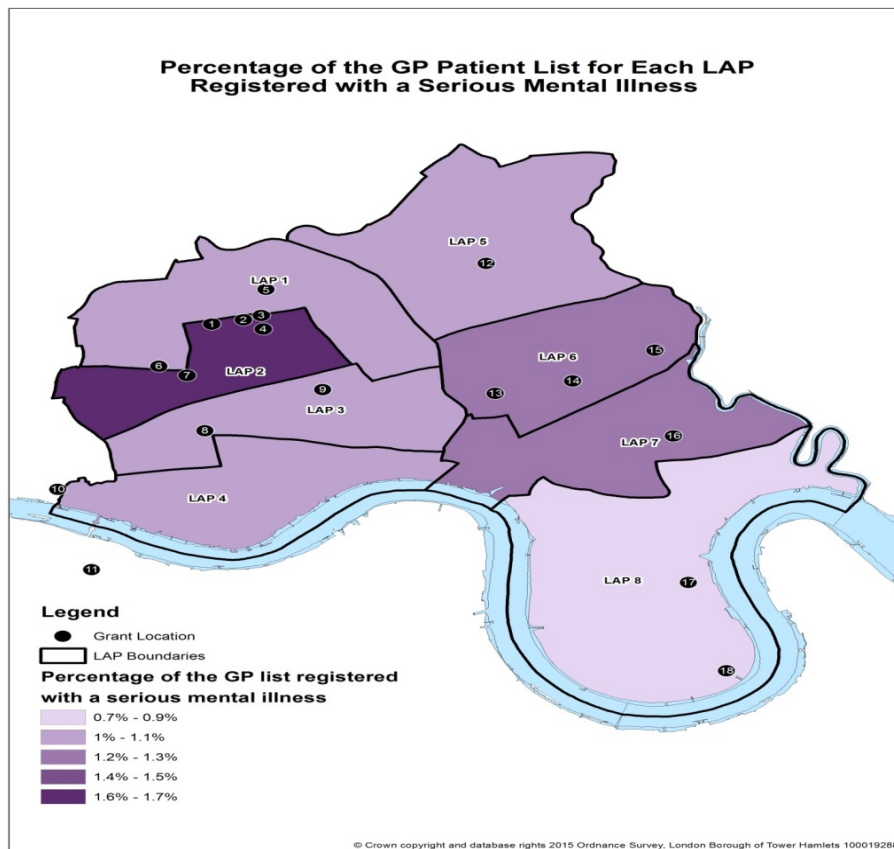 Percentage of the GP Patient List for Each LAP
Registered with a Serious Mental Illness
LAP 5
12
LAP 1
5
1
2
3
4
LAP 6
15
6
7
LAP 2
14
9
13
LAP 3
8
LAP 7
16
10
LAP 4
11
LAP 8
17
18
Legend
Grant Location
LAP Boundaries
Percentage of the GP list registered
with a serious mental illness
0.7% - 0.9%
1% - 1.1%
1.2% - 1.3%
1.4% - 1.5%
1.6% - 1.7%
© Crown copyright and database rights 2015 Ordnance Survey, London Borough of Tower Hamlets